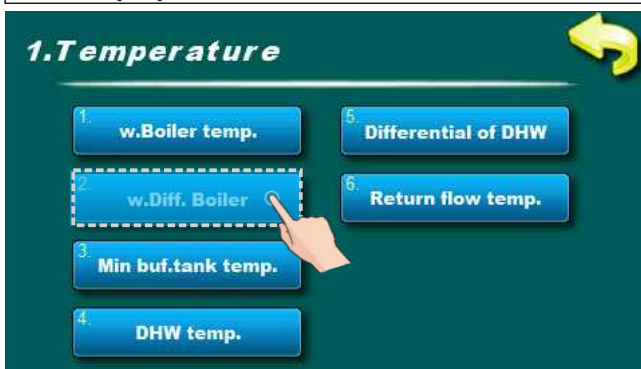 1.Temperature
1.
w.Boiler temp.
2.
w.Diff. Boiler
3.
Min buf.tank temp.
4.
DHW temp.
5.
Differential of DHW
6.
Return flow temp.